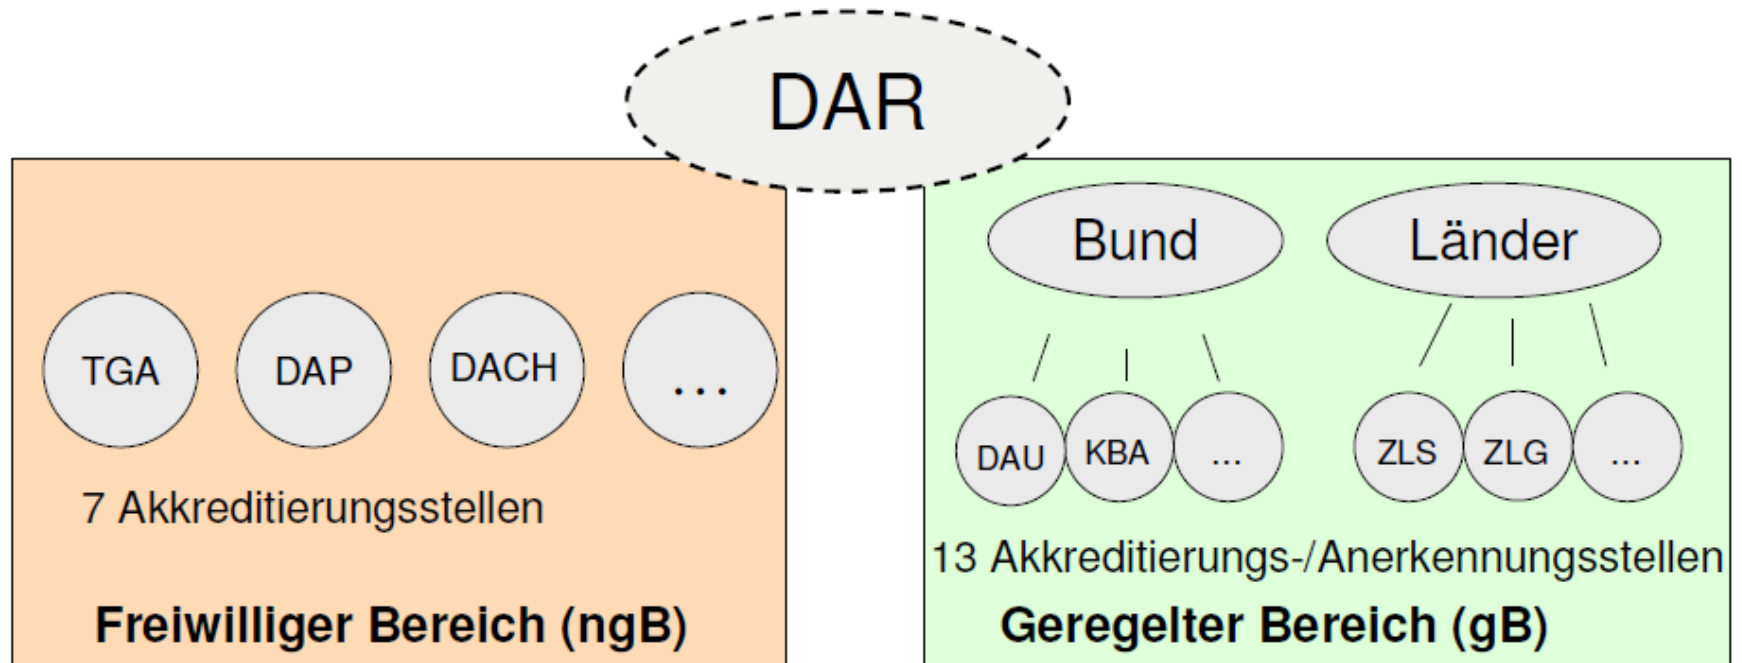 DAR
TGA
DAP
DACH
...
7 Akkreditierungsstellen
Freiwilliger Bereich (ngB)
Bund
Länder
DAU
KBA
...
ZLS
ZLG
...
13 Akkreditierungs-/Anerkennungsstellen
Geregelter Bereich (gB)